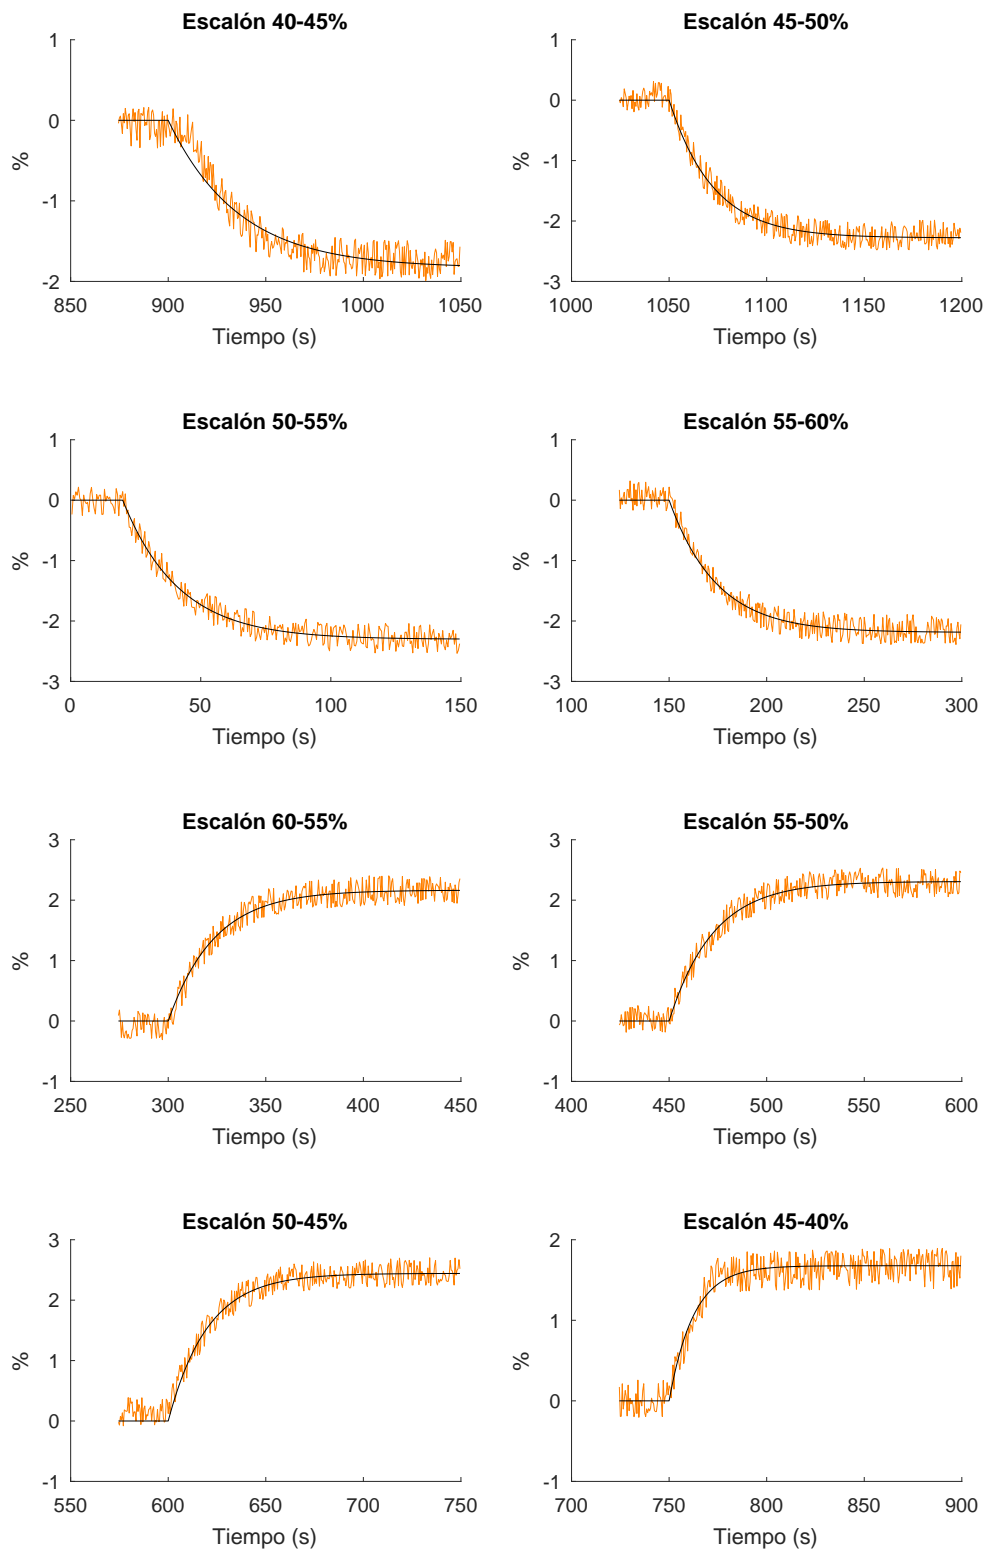 Escalón 40-45%
1
0
-1
-2
%
850 900 950 1000 1050
Tiempo (s)
Escalón 45-50%
1
0
-1
-2
-3
%
1000 1050 1100 1150 1200
Tiempo (s)
Escalón 50-55%
1
0
-1
-2
-3
%
0 50 100 150
Tiempo (s)
Escalón 55-60%
1
0
-1
-2
-3
%
100 150 200 250 300
Tiempo (s)
Escalón 60-55%
3
2
1
0
-1
%
250 300 350 400 450
Tiempo (s)
Escalón 55-50%
3
2
1
0
-1
%
400 450 500 550 600
Tiempo (s)
Escalón 50-45%
3
2
1
0
-1
%
550 600 650 700 750
Tiempo (s)
Escalón 45-40%
2
1
0
-1
%
700 750 800 850 900
Tiempo (s)